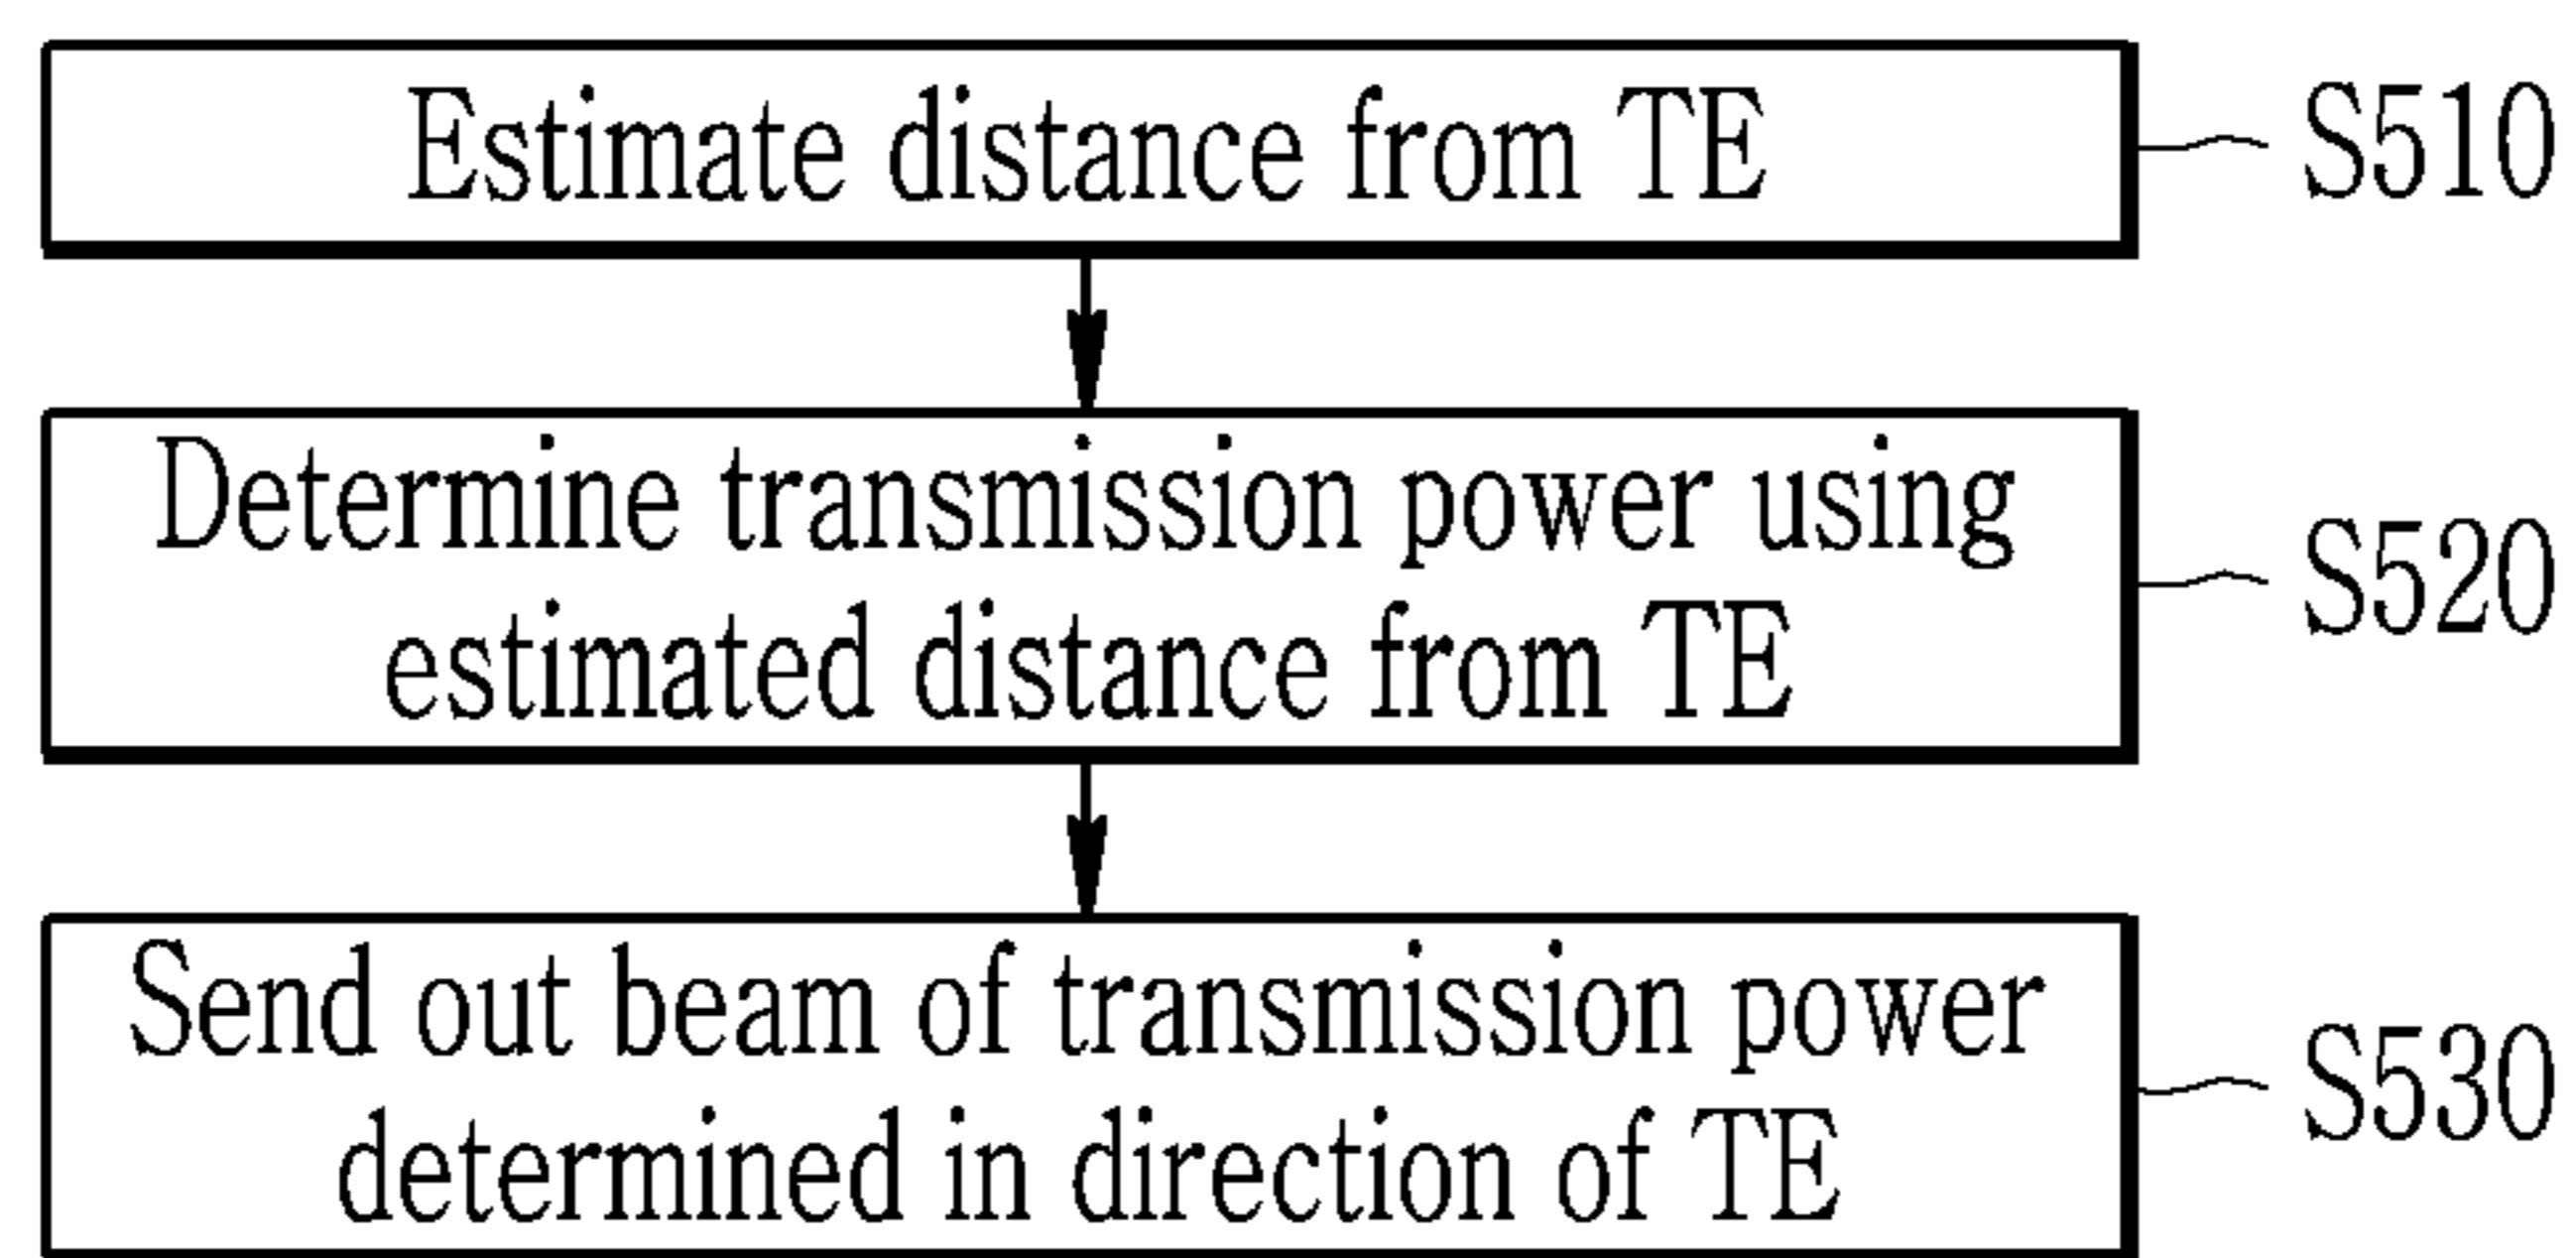 Estimate distance from TE
S510
Determine transmission power using
estimated distance from TE
S520
Send out beam of transmission power
determined in direction of TE
S530